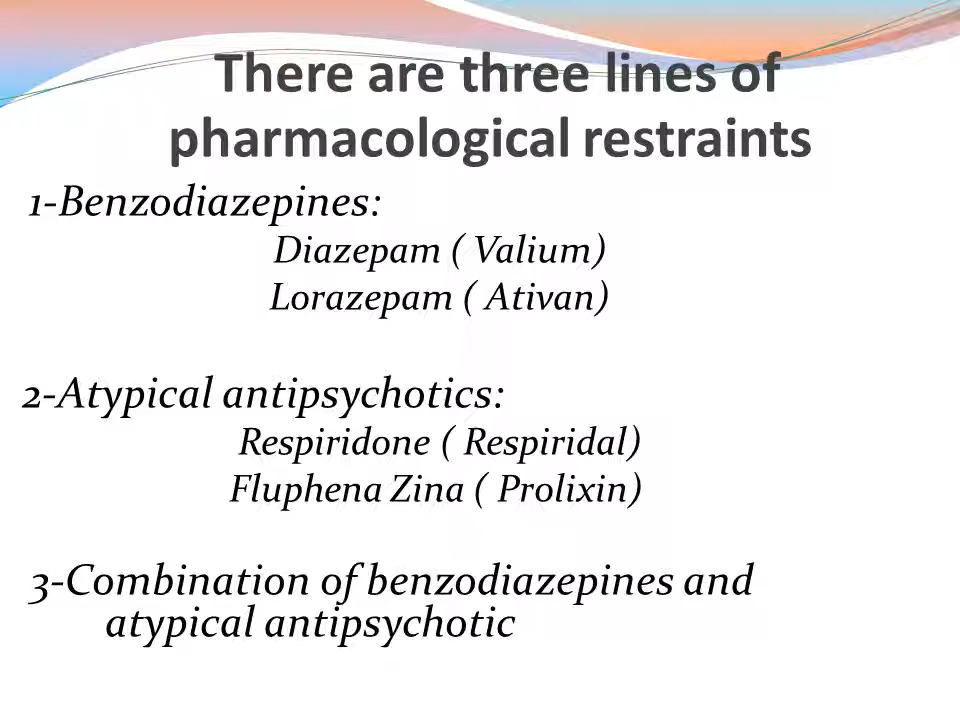 There are three lines of
pharmacological restraints
1-Benzodiazepines:
Diazepam ( Valium)
Lorazepam ( Ativan)
2-Atypical antipsychotics:
Respiridone ( Respiridal)
Fluphena Zina ( Prolixin)
3-Combination of benzodiazepines and
atypical antipsychotic